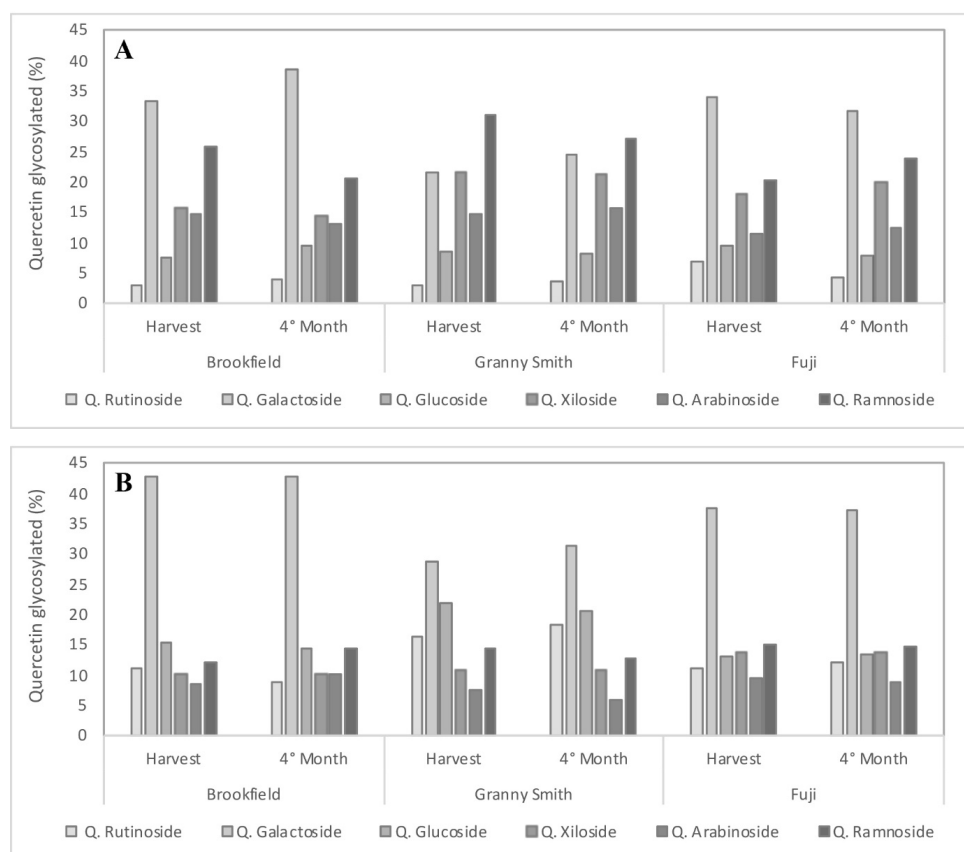 A
Quercetin glycosylated (%)
45
40
35
30
25
20
15
10
5
0
Harvest 4° Month Harvest 4° Month Harvest 4° Month
Brookfield Granny Smith Fuji
Q. Rutinoside Q. Galactoside Q. Glucoside Q. Xiloside Q. Arabinoside Q. Ramnoside
B
Quercetin glycosylated (%)
45
40
35
30
25
20
15
10
5
0
Harvest 4° Month Harvest 4° Month Harvest 4° Month
Brookfield Granny Smith Fuji
Q. Rutinoside Q. Galactoside Q. Glucoside Q. Xiloside Q. Arabinoside Q. Ramnoside